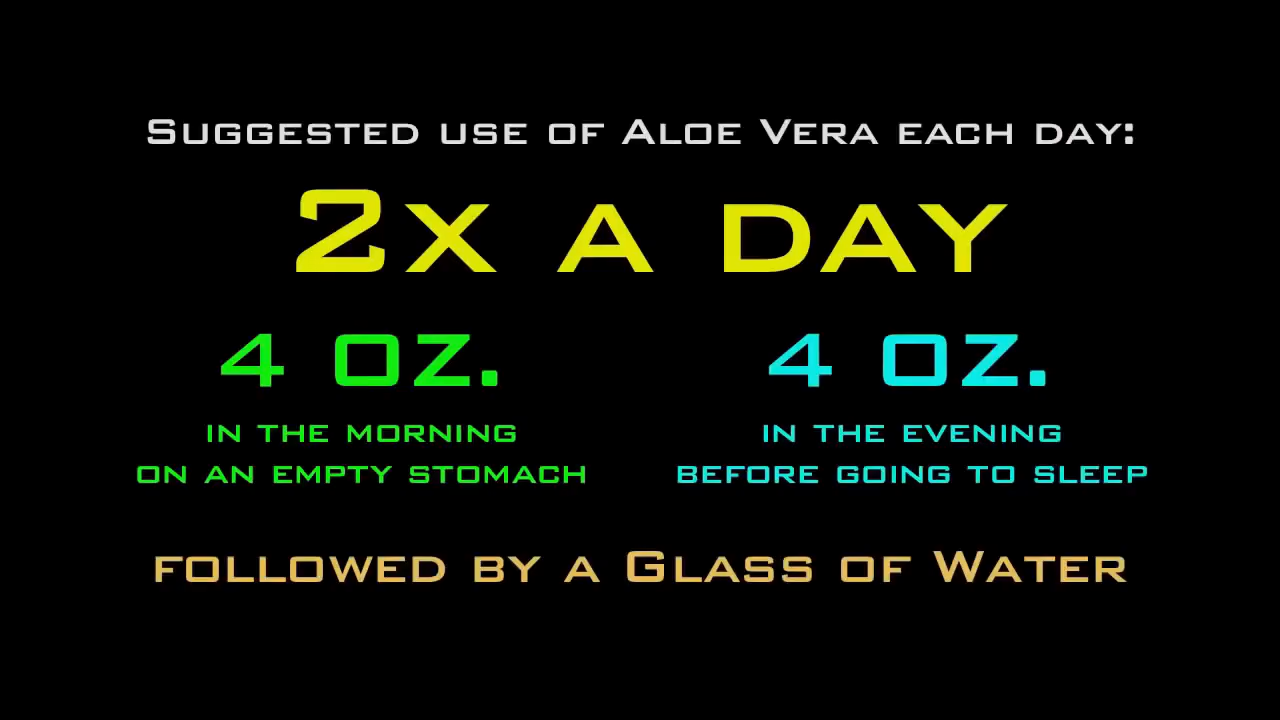 Suggested use of Aloe Vera each day:
2x a day
4 oz.
in the morning
on an empty stomach
4 oz.
in the evening
before going to sleep
followed by a Glass of Water